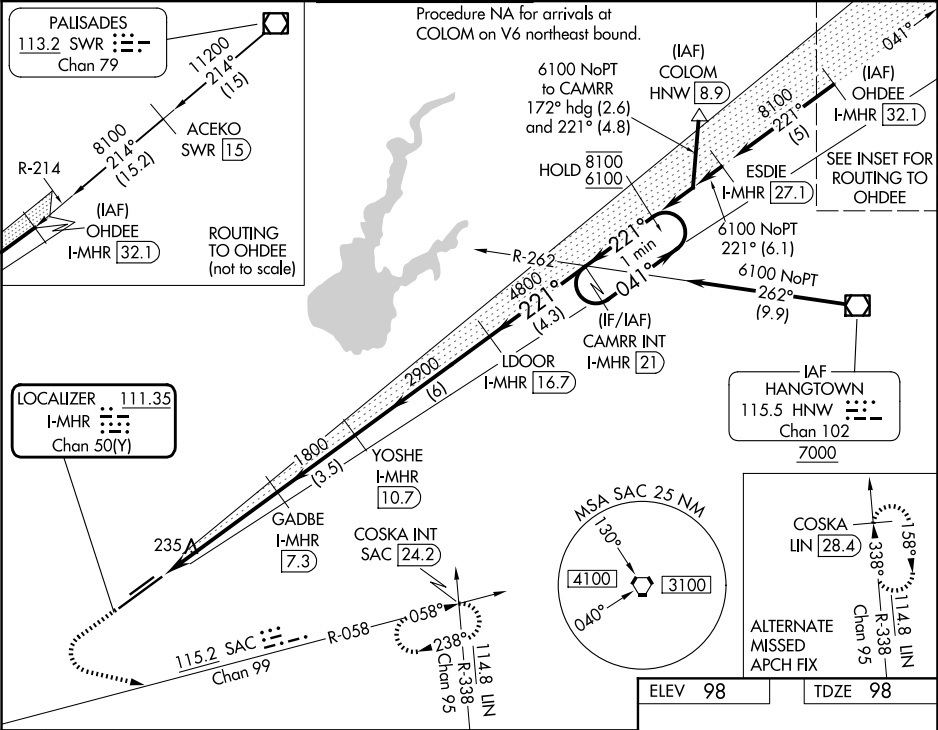 PALISADES
113.2 SWR
Chan 79
11200
214°
(15)
8100
214°
(15.2)
ACEKO
SWR 15
R-214
(IAF)
OHDEE
I-MHR 32.1
ROUTING
TO OHDEE
(not to scale)
Procedure NA for arrivals at
COLOM on V6 northeast bound.
6100 NoPT
to CAMRR
172° hdg (2.6)
and 221° (4.8)
(IAF)
COLOM
HNW 8.9
041°
(IAF)
OHDEE
I-MHR 32.1
8100
221°
(5)
SEE INSET FOR
ROUTING TO
OHDEE
HOLD 8100
6100
ESDIE
I-MHR 27.1
6100 NoPT
221° (6.1)
221°
1 min
041°
R-262
6100 NoPT
262°
(9.9)
4800
221°
(4.3)
(IF/IAF)
CAMRR INT
I-MHR 21
LDOOR
I-MHR 16.7
IAF
HANGTOWN
115.5 HNW
Chan 102
7000
LOCALIZER 111.35
I-MHR
Chan 50(Y)
2900
(6)
YOSHE
I-MHR
10.7
1800
(3.5)
GADBE
I-MHR
7.3
235
COSKA INT
SAC 24.2
115.2 SAC
Chan 99
R-058
058°
238°
114.8 LIN
R-338
Chan 95
MSA SAC 25 NM
130°
4100
3100
040°
COSKA
LIN 28.4
158°
338°
114.8 LIN
R-338
Chan 95
ALTERNATE
MISSED
APCH FIX
ELEV 98
TDZE 98